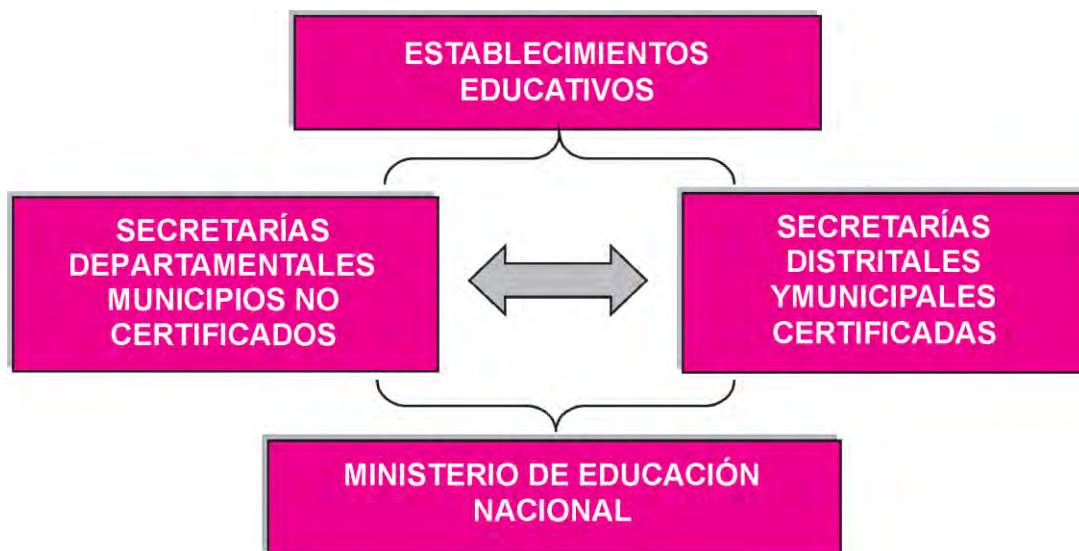 ESTABLECIMIENTOS
EDUCATIVOS
SECRETARÍAS
DEPARTAMENTALES
MUNICIPIOS NO
CERTIFICADOS
SECRETARÍAS
DISTRITALES
YMUNICIPALES
CERTIFICADAS
MINISTERIO DE EDUCACIÓN
NACIONAL